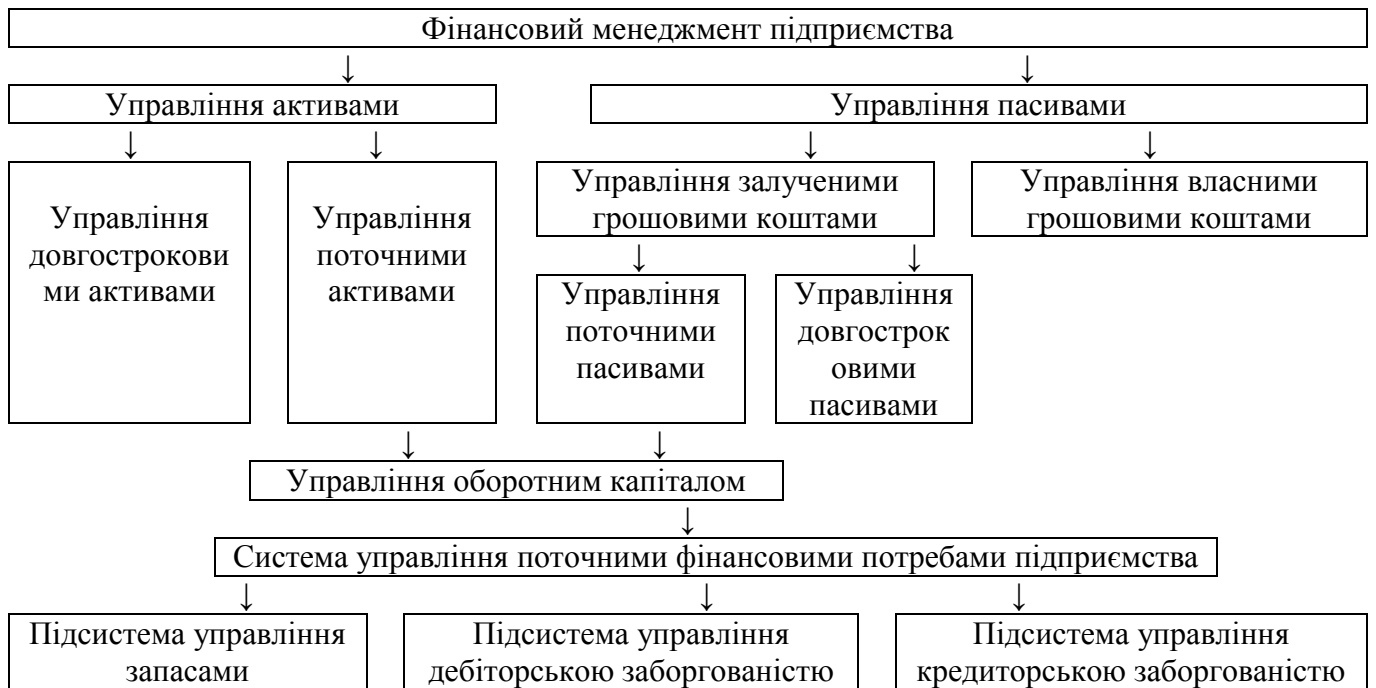 Фінансовий менеджмент підприємства
↓ ↓
Управління активами
Управління пасивами
↓ ↓ ↓ ↓
Управління
довгострокови
ми активами
Управління
поточними
активами
Управління залученими
грошовими коштами
Управління власними
грошовими коштами
↓ ↓
Управління
поточними
пасивами
Управління
довгострок
овими
пасивами
↓ ↓
Управління оборотним капіталом
↓
Система управління поточними фінансовими потребами підприємства
↓ ↓ ↓
Підсистема управління
запасами
Підсистема управління
дебіторською заборгованістю
Підсистема управління
кредиторською заборгованістю